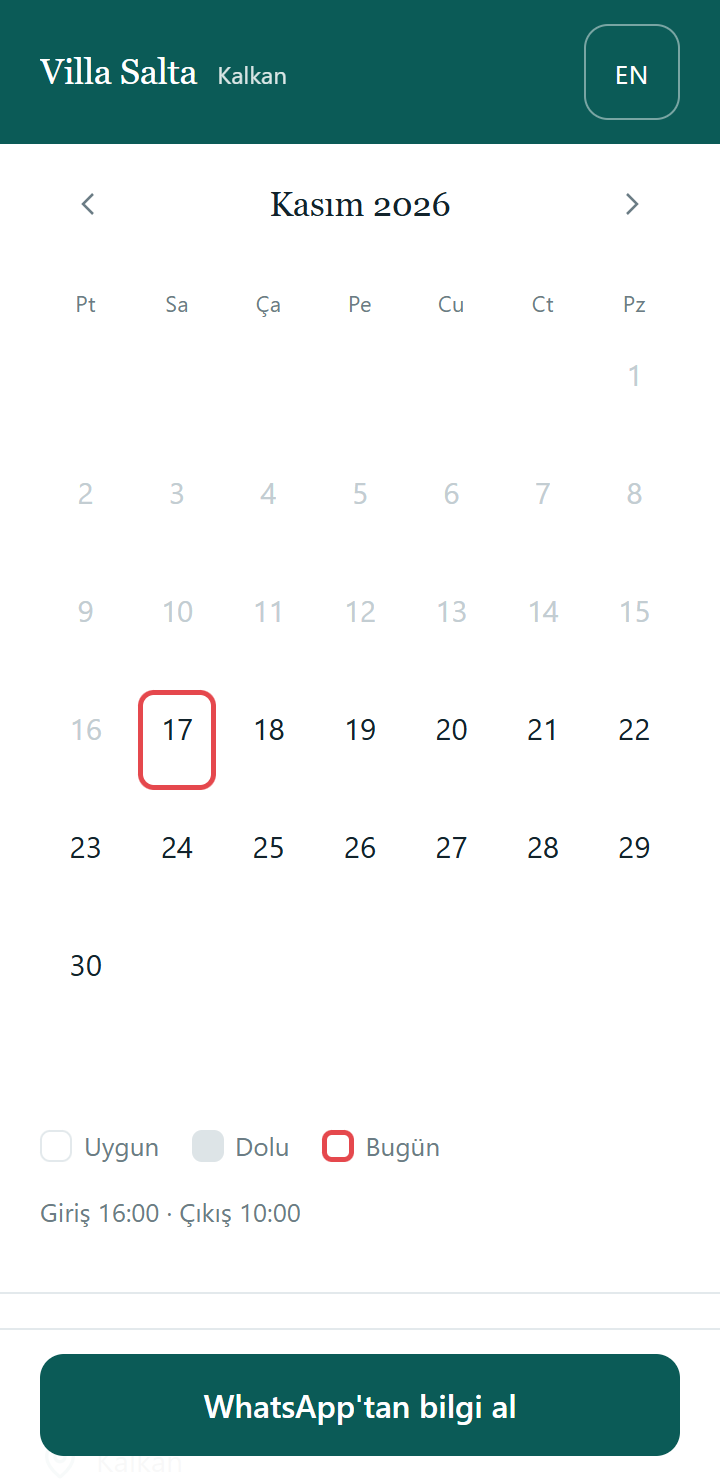 Villa Salta Kalkan EN
Kasım 2026
Pt Sa Ça Pe Cu Ct Pz
1
2 3 4 5 6 7 8
9 10 11 12 13 14 15
16 17 18 19 20 21 22
23 24 25 26 27 28 29
30
Uygun Dolu Bugün
Giriş 16:00 · Çıkış 10:00
WhatsApp'tan bilgi al
Kalkan